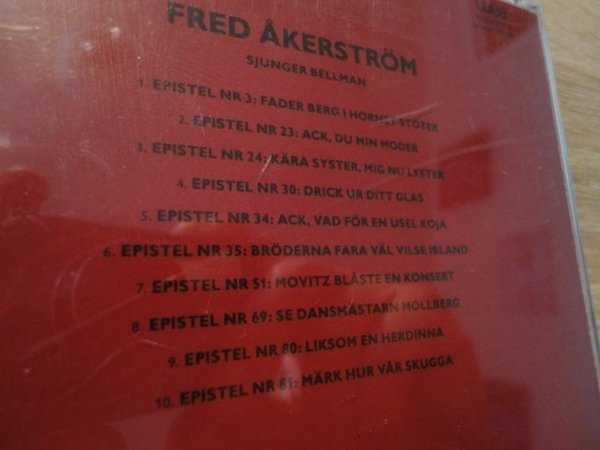 FRED ÅKERSTRÖM
SJUNGER BELLMAN
1. EPISTEL NR 3: FADER BERG I HORNET STÖTER
2. EPISTEL NR 23: ACK, DU MIN MODER
3. EPISTEL NR 24: KÄRA SYSTER, MIG NU LYSTER
4. EPISTEL NR 30: DRICK UR DITT GLAS
5. EPISTEL NR 34: ACK, VAD FÖR EN USEL KOJA
6. EPISTEL NR 35: BRÖDERNA FARA VÄL VILSE IBLAND
7. EPISTEL NR 51: MOVITZ BLÅSTE EN KONSERT
8. EPISTEL NR 69: SE DANSMÄSTARN MOLLBERG
9. EPISTEL NR 80: LIKSOM EN HERDINNA
10. EPISTEL NR 81: MÄRK HUR VÅR SKUGGA